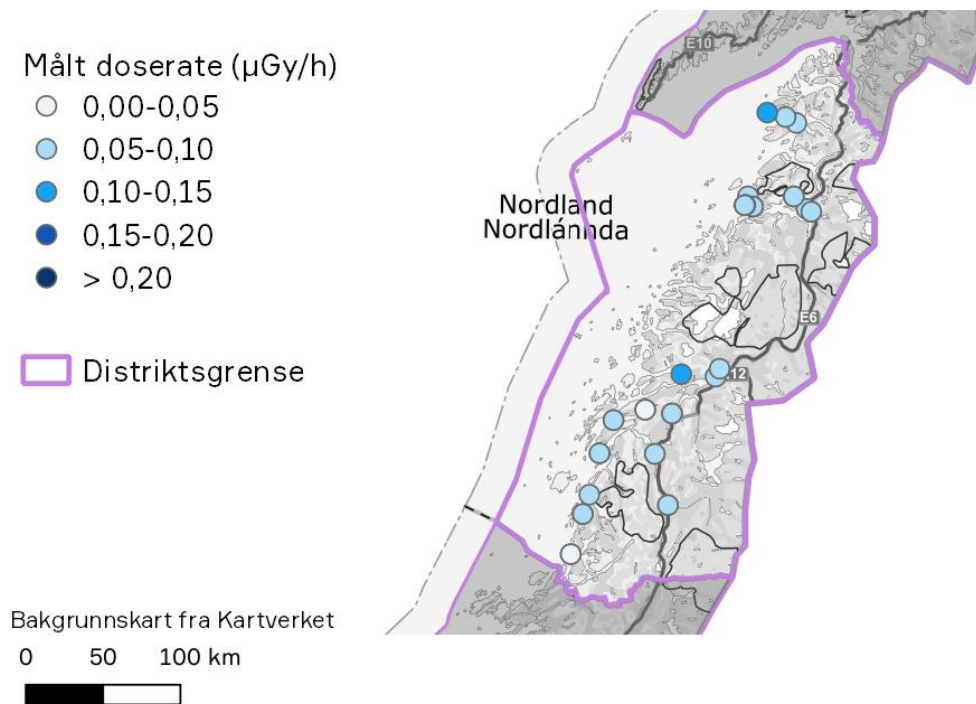 Målt doserate (µGy/h)
0,00-0,05
0,05-0,10
0,10-0,15
0,15-0,20
> 0,20
Distriktsgrense
E10
Nordland
Nordlánnda
E6
Bakgrunnskart fra Kartverket
0 50 100 km